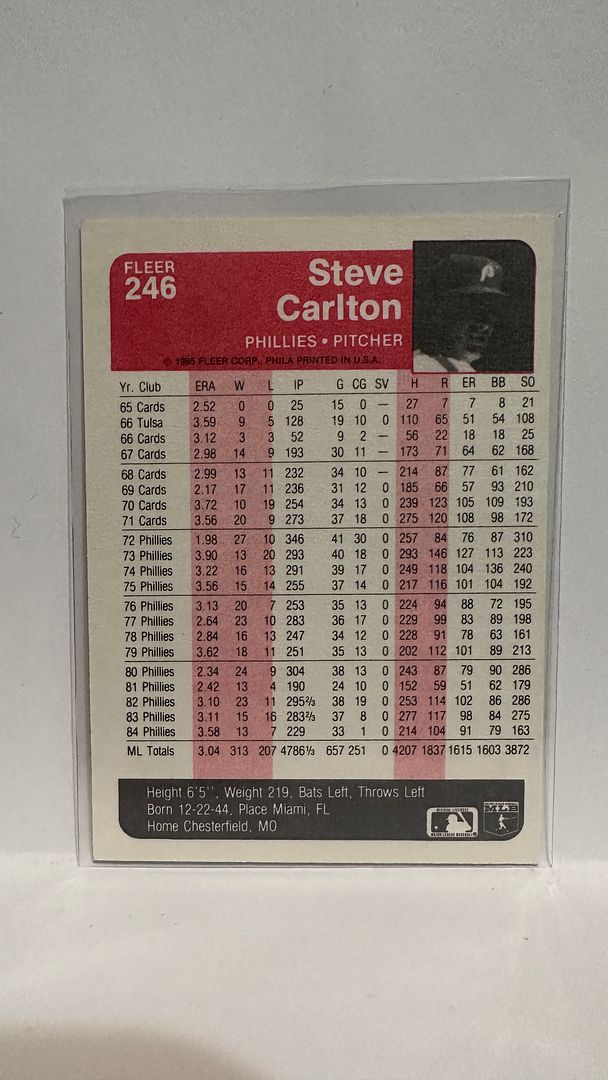 FLEER
246
Steve
Carlton
PHILLIES • PITCHER
© 1985 FLEER CORP., PHILA PRINTED IN U.S.A.
Yr. Club ERA W L IP G CG SV H R ER BB SO
65 Cards 2.52 0 0 25 15 0 — 27 7 7 8 21
66 Tulsa 3.59 9 5 128 19 10 0 110 65 51 54 108
66 Cards 3.12 3 3 52 9 2 — 56 22 18 18 25
67 Cards 2.98 14 9 193 30 11 — 173 71 64 62 168
68 Cards 2.99 13 11 232 34 10 — 214 87 77 61 162
69 Cards 2.17 17 11 236 31 12 0 185 66 57 93 210
70 Cards 3.72 10 19 254 34 13 0 239 123 105 109 193
71 Cards 3.56 20 9 273 37 18 0 275 120 108 98 172
72 Phillies 1.98 27 10 346 41 30 0 257 84 76 87 310
73 Phillies 3.90 13 20 293 40 18 0 293 146 127 113 223
74 Phillies 3.22 16 13 291 39 17 0 249 118 104 136 240
75 Phillies 3.56 15 14 255 37 14 0 217 116 101 104 192
76 Phillies 3.13 20 7 253 35 13 0 224 94 88 72 195
77 Phillies 2.64 23 10 283 36 17 0 229 99 83 89 198
78 Phillies 2.84 16 13 247 34 12 0 228 91 78 63 161
79 Phillies 3.62 18 11 251 35 13 0 202 112 101 89 213
80 Phillies 2.34 24 9 304 38 13 0 243 87 79 90 286
81 Phillies 2.42 13 4 190 24 10 0 152 59 51 62 179
82 Phillies 3.10 23 11 295⅔ 38 19 0 253 114 102 86 286
83 Phillies 3.11 15 16 283⅔ 37 8 0 277 117 98 84 275
84 Phillies 3.58 13 7 229 33 1 0 214 104 91 79 163
ML Totals 3.04 313 207 4786⅓ 657 251 0 4207 1837 1615 1603 3872
Height 6'5'', Weight 219, Bats Left, Throws Left
Born 12-22-44, Place Miami, FL
Home Chesterfield, MO